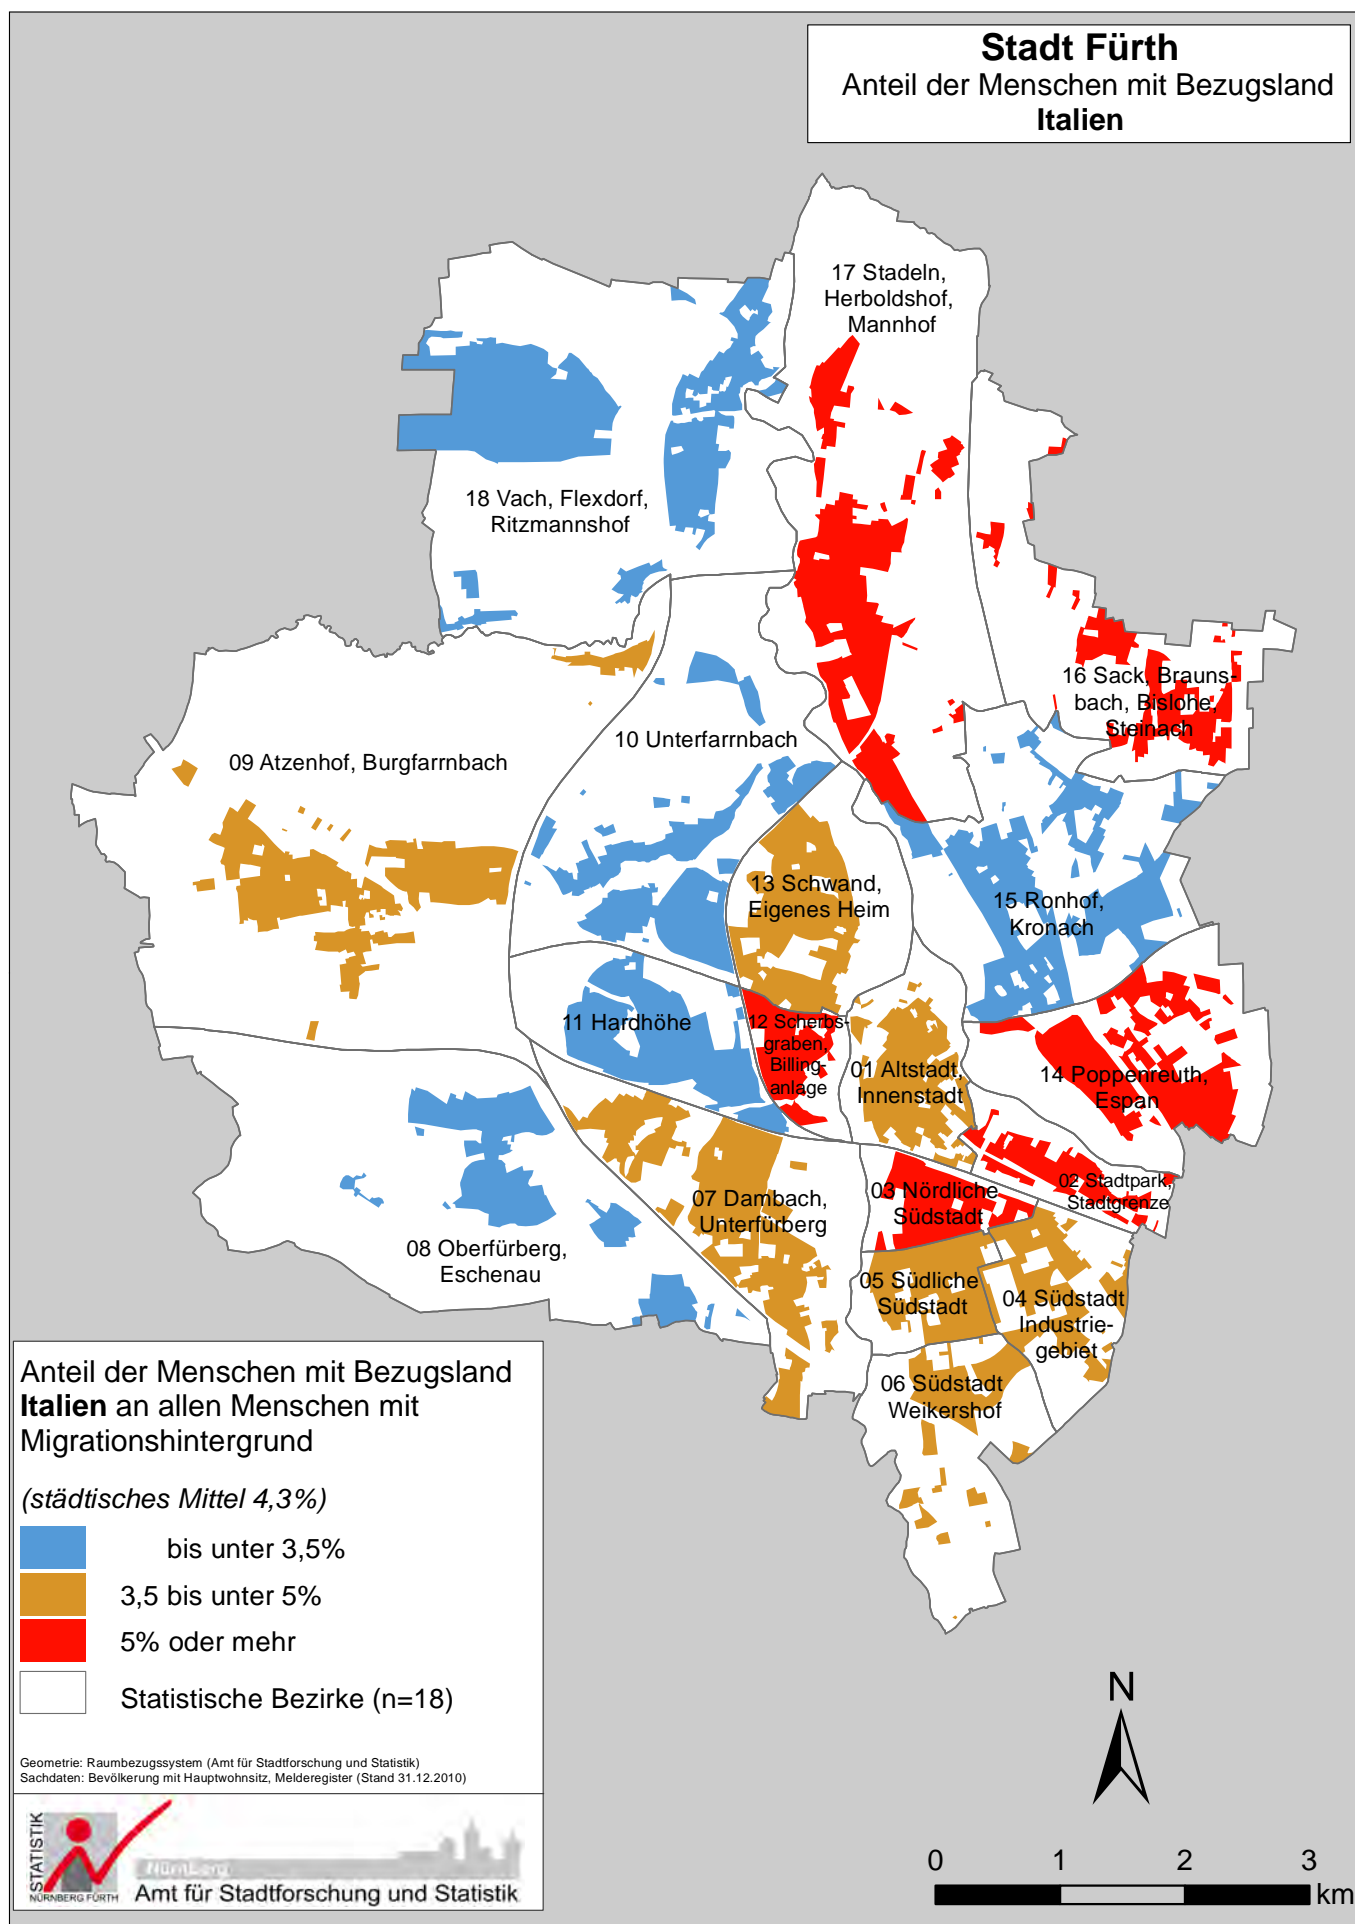 Stadt Fürth
Anteil der Menschen mit Bezugsland
Italien
17 Stadeln,
Herboldshof,
Mannhof
18 Vach, Flexdorf,
Ritzmannshof
16 Sack, Brauns-
bach, Bislohe,
Steinach
10 Unterfarrnbach
09 Atzenhof, Burgfarrnbach
13 Schwand,
Eigenes Heim
15 Ronhof,
Kronach
11 Hardhöhe
12 Scherbs-
graben,
Billing-
anlage
01 Altstadt,
Innenstadt
14 Poppenreuth,
Espan
02 Stadtpark,
Stadtgrenze
03 Nördliche
Südstadt
07 Dambach,
Unterfürberg
08 Oberfürberg,
Eschenau
05 Südliche
Südstadt
04 Südstadt
Industrie-
gebiet
06 Südstadt
Weikershof
Anteil der Menschen mit Bezugsland
Italien an allen Menschen mit
Migrationshintergrund
(städtisches Mittel 4,3%)
bis unter 3,5%
3,5 bis unter 5%
5% oder mehr
Statistische Bezirke (n=18)
Geometrie: Raumbezugssystem (Amt für Stadtforschung und Statistik)
Sachdaten: Bevölkerung mit Hauptwohnsitz, Melderegister (Stand 31.12.2010)
STATISTIK
NÜRNBERG FÜRTH
Nürnberg
Amt für Stadtforschung und Statistik
N
0 1 2 3
km